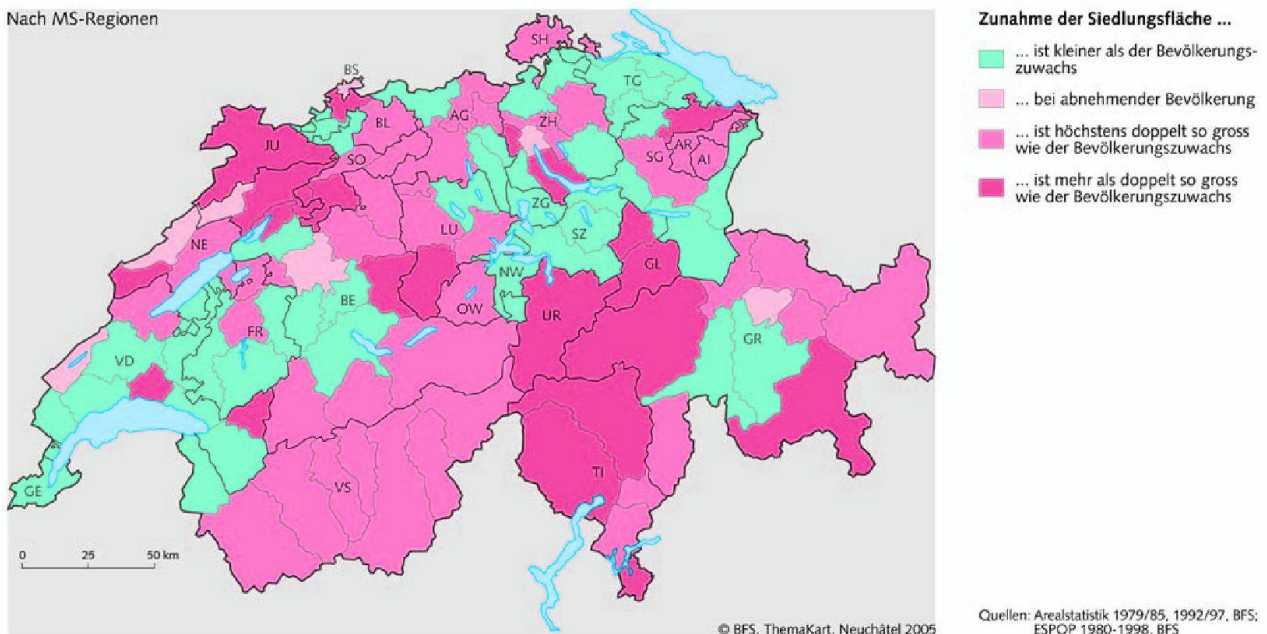 Nach MS-Regionen
SH
BS
TG
BL
AG
ZH
JU
SO
SG
AR
AI
ZG
LU
SZ
NE
NW
GL
BE
OW
UR
FR
GR
VD
TI
VS
GE
0 25 50 km
© BFS, ThemaKart, Neuchâtel 2005
Zunahme der Siedlungsfläche ...
... ist kleiner als der Bevölkerungs-
zuwachs
... bei abnehmender Bevölkerung
... ist höchstens doppelt so gross
wie der Bevölkerungszuwachs
... ist mehr als doppelt so gross
wie der Bevölkerungszuwachs
Quellen: Arealstatistik 1979/85, 1992/97, BFS;
ESPOP 1980-1998, BFS